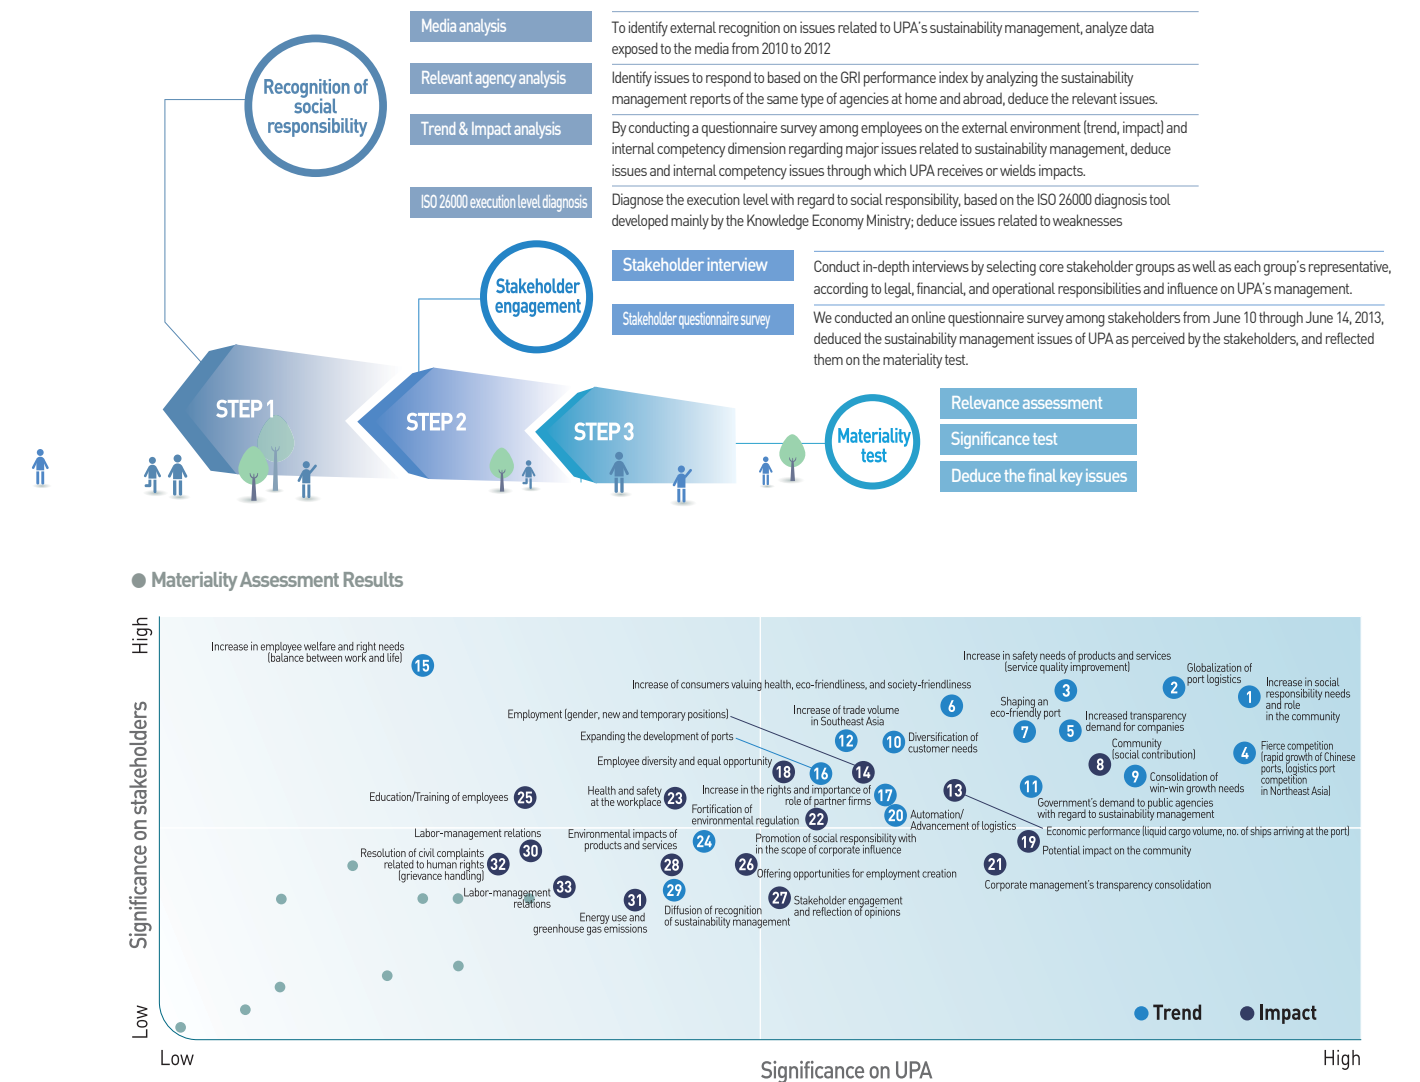 Media analysis
To identify external recognition on issues related to UPA's sustainability management, analyze data
exposed to the media from 2010 to 2012
Recognition of
social
responsibility
Relevant agency analysis
Identify issues to respond to based on the GRI performance index by analyzing the sustainability
management reports of the same type of agencies at home and abroad, deduce the relevant issues.
Trend & Impact analysis
By conducting a questionnaire survey among employees on the external environment (trend, impact) and
internal competency dimension regarding major issues related to sustainability management, deduce
issues and internal competency issues through which UPA receives or wields impacts.
ISO 26000 execution level diagnosis
Diagnose the execution level with regard to social responsibility, based on the ISO 26000 diagnosis tool
developed mainly by the Knowledge Economy Ministry; deduce issues related to weaknesses
Stakeholder
engagement
Stakeholder interview
Conduct in-depth interviews by selecting core stakeholder groups as well as each group's representative,
according to legal, financial, and operational responsibilities and influence on UPA's management.
Stakeholder questionnaire survey
We conducted an online questionnaire survey among stakeholders from June 10 through June 14, 2013,
deduced the sustainability management issues of UPA as perceived by the stakeholders, and reflected
them on the materiality test.
STEP 1
STEP 2
STEP 3
Materiality
test
Relevance assessment
Significance test
Deduce the final key issues
Materiality Assessment Results
High
Significance on stakeholders
Low
Increase in employee welfare and right needs
(balance between work and life)
15
Increase in safety needs of products and services
(service quality improvement)
3
Globalization of
port logistics
2
Increase in social
responsibility needs
and role
in the community
1
Increase of consumers valuing health, eco-friendliness, and society-friendliness
6
Shaping an
eco-friendly port
7
Increased transparency
demand for companies
5
Employment (gender, new and temporary positions)
14
Increase of trade volume
in Southeast Asia
12
Diversification of
customer needs
10
Expanding the development of ports
16
Community
(social contribution)
8
Fierce competition
(rapid growth of Chinese
ports, logistics port
competition
in Northeast Asia)
4
Employee diversity and equal opportunity
18
Consolidation of
win-win growth needs
9
Education/Training of employees
25
Health and safety
at the workplace
23
Increase in the rights and importance of
role of partner firms
17
13
11
Government's demand to public agencies
with regard to sustainability management
Fortification of
environmental regulation
22
20
Automation/
Advancement of logistics
Economic performance (liquid cargo volume, no. of ships arriving at the port)
Labor-management relations
30
Environmental impacts of
products and services
24
28
Promotion of social responsibility with
in the scope of corporate influence
26
19
Potential impact on the community
Resolution of civil complaints
related to human rights
(grievance handling)
32
Offering opportunities for employment creation
21
Corporate management's transparency consolidation
Labor-management
relations
33
29
Diffusion of recognition
of sustainability management
31
Energy use and
greenhouse gas emissions
27
Stakeholder engagement
and reflection of opinions
Trend
Impact
Low
Significance on UPA
High